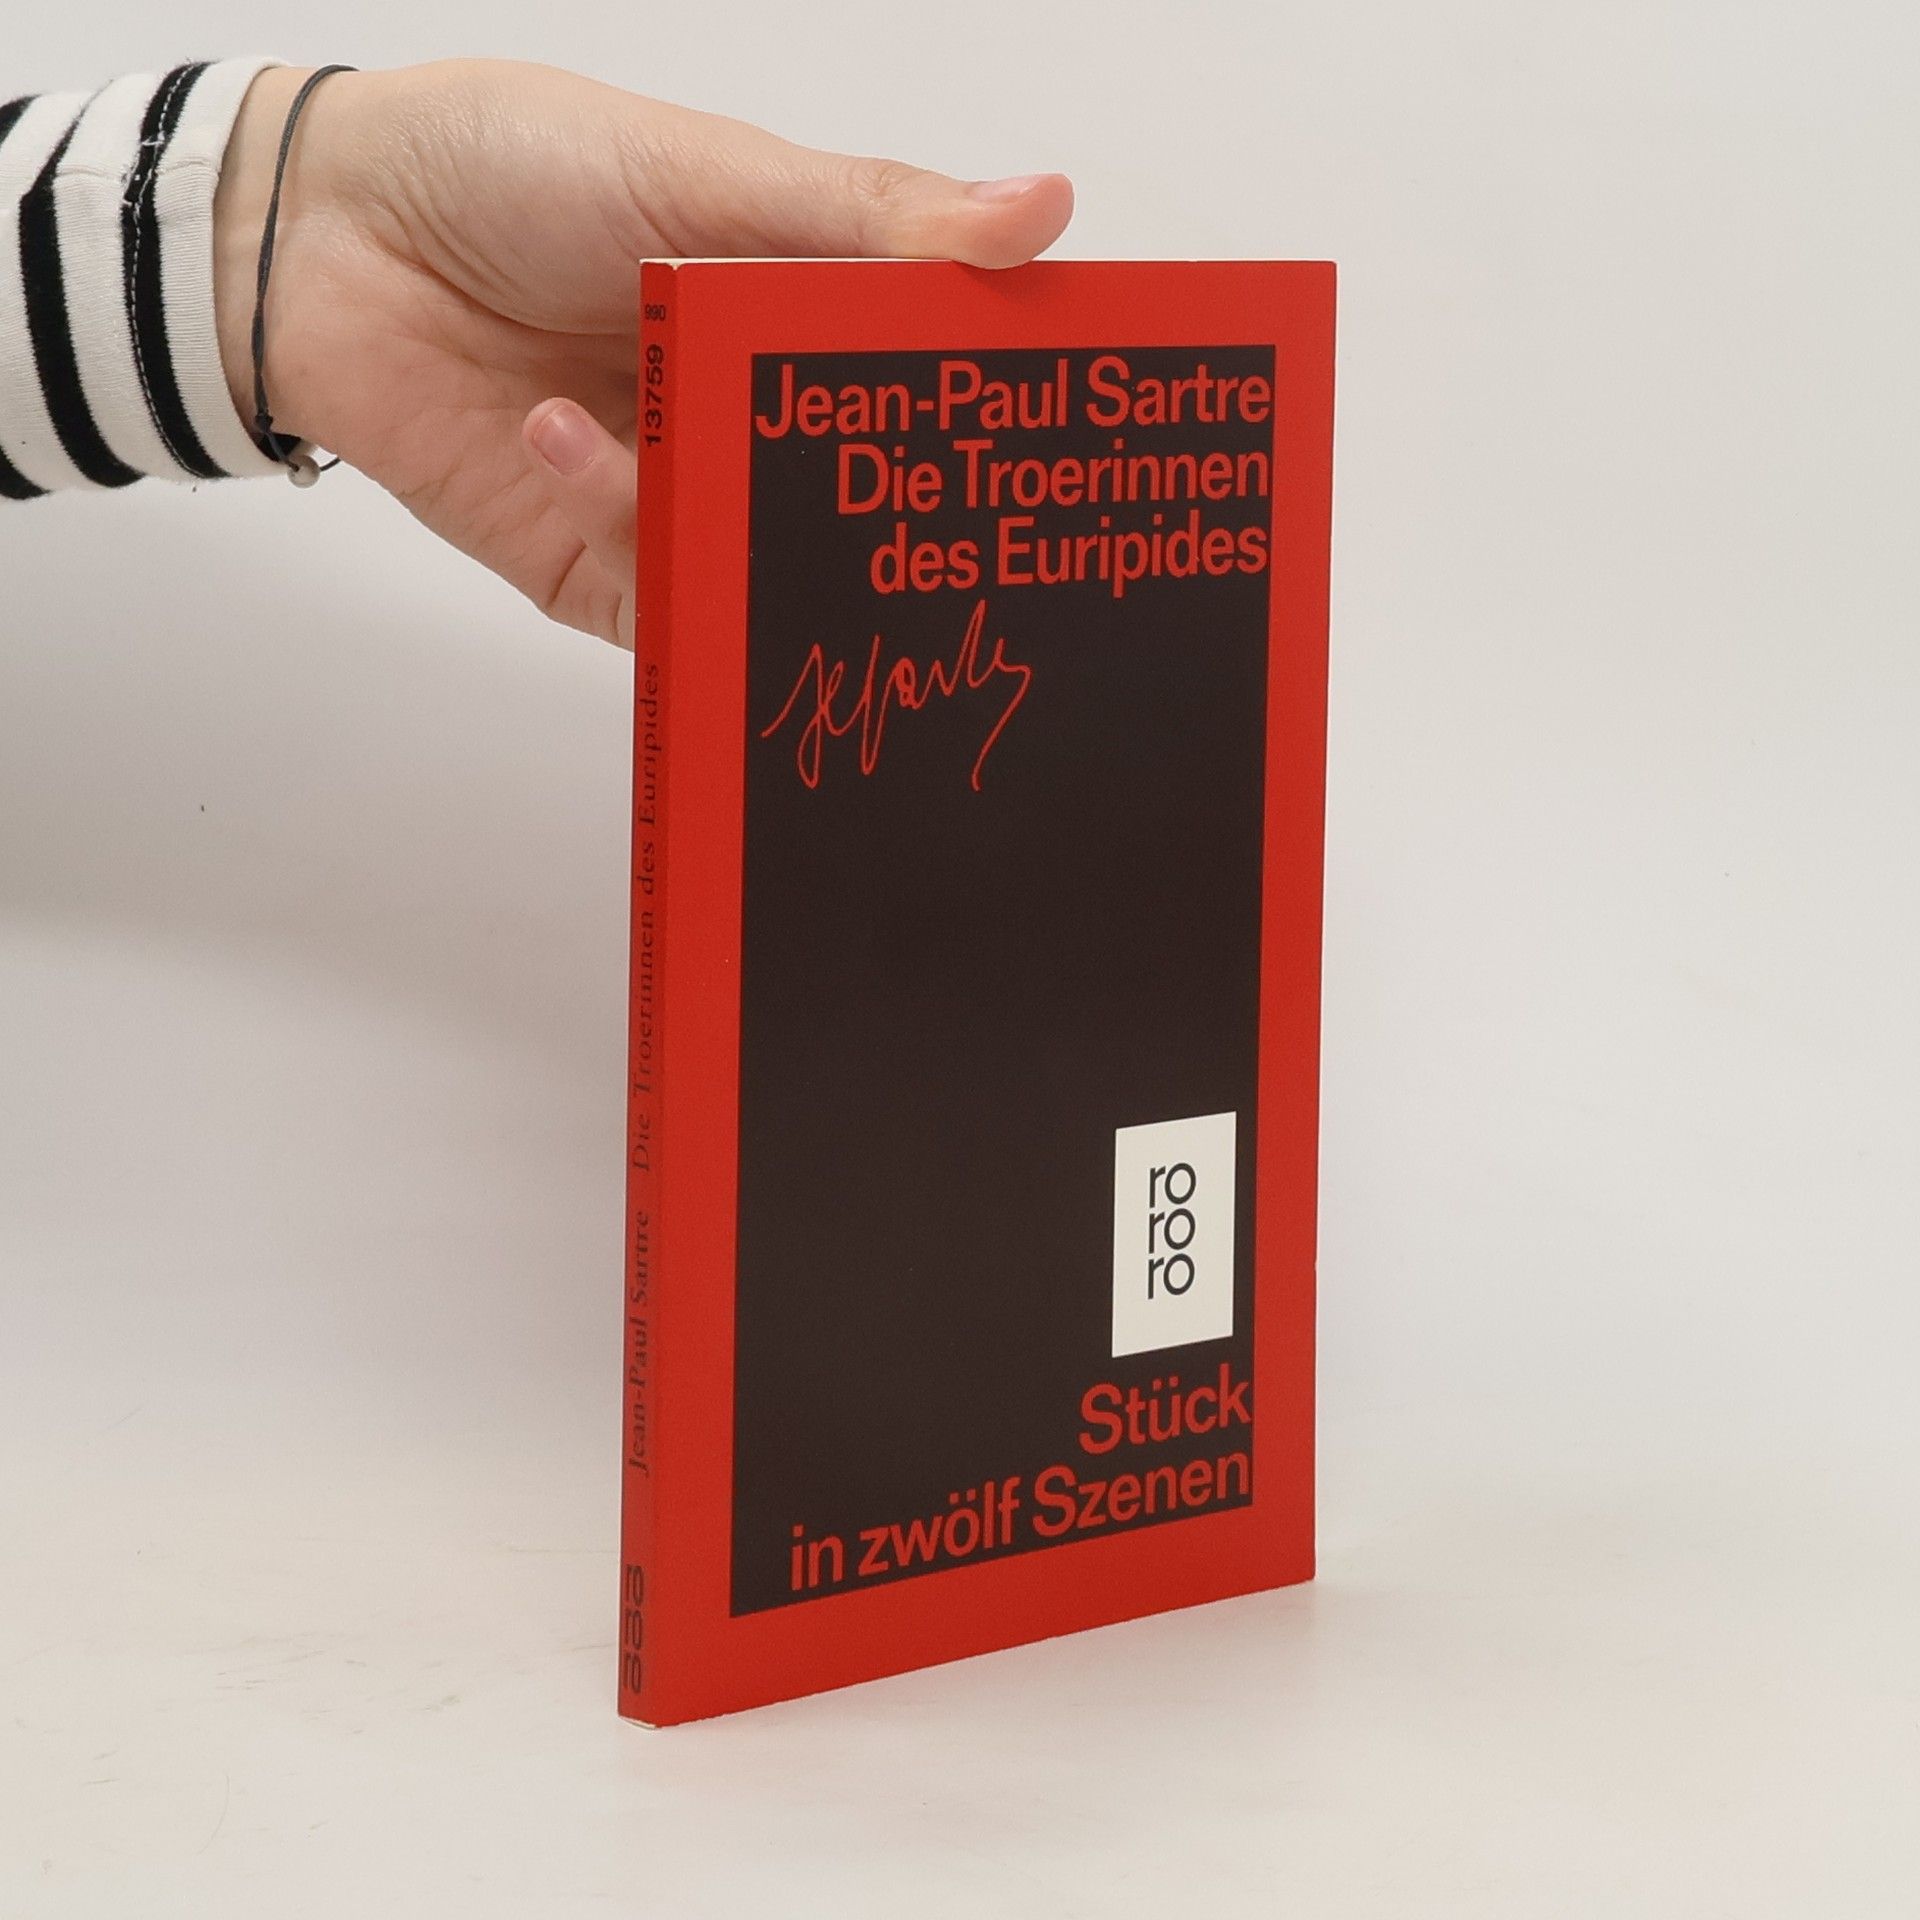 990
13759
Jean-Paul Sartre Die Troerinnen des Euripides
ro
ro
ro
Jean-Paul Sartre
Die Troerinnen
des Euripides
JPSartre
ro
ro
ro
Stück
in zwölf Szenen